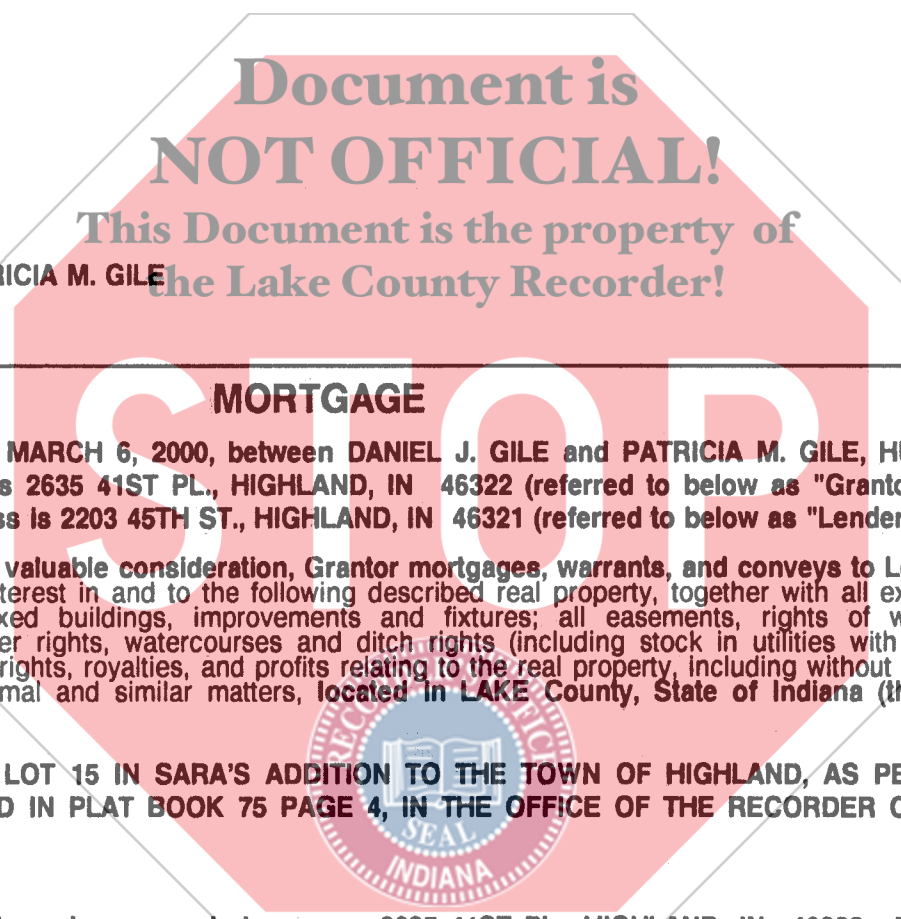 Document is
NOT OFFICIAL!
This Document is the property of
the Lake County Recorder!
RICIA M. GILE
STOP
MORTGAGE
MARCH 6, 2000, between DANIEL J. GILE and PATRICIA M. GILE, HU
s 2635 41ST PL., HIGHLAND, IN 46322 (referred to below as "Granto
ss is 2203 45TH ST., HIGHLAND, IN 46321 (referred to below as "Lender
valuable consideration, Grantor mortgages, warrants, and conveys to L
terest in and to the following described real property, together with all ex
xed buildings, improvements and fixtures; all easements, rights of w
er rights, watercourses and ditch rights (including stock in utilities with
rights, royalties, and profits relating to the real property, including without
mal and similar matters, located in LAKE County, State of Indiana (th
LOT 15 IN SARA'S ADDITION TO THE TOWN OF HIGHLAND, AS PE
D IN PLAT BOOK 75 PAGE 4, IN THE OFFICE OF THE RECORDER O
SEAL
INDIANA